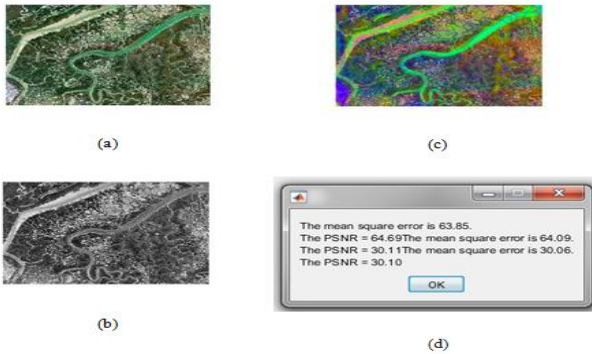 (a)
(c)
(b)
The mean square error is 63.85.
The PSNR = 64.69The mean square error is 64.09.
The PSNR = 30.11The mean square error is 30.06.
The PSNR = 30.10
OK
(d)